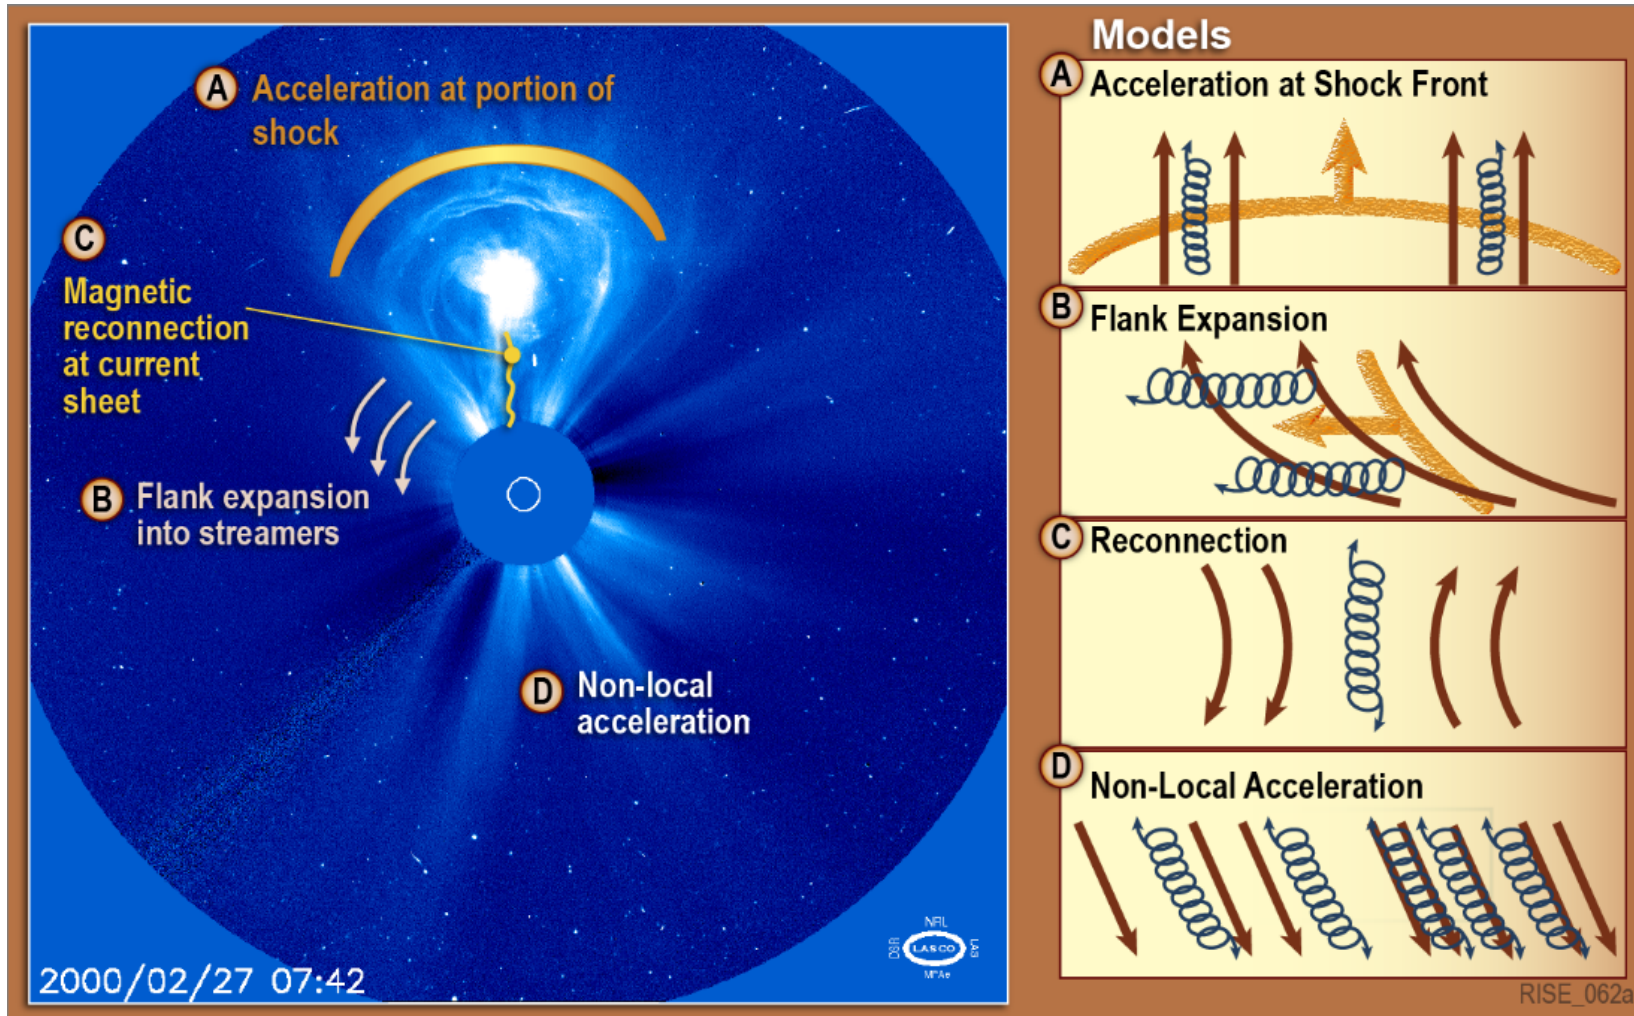 A
Acceleration at portion of
shock
C
Magnetic
reconnection
at current
sheet
B
Flank expansion
into streamers
D
Non-local
acceleration
NRL
LASCO
MPAe
2000/02/27 07:42
Models
A
Acceleration at Shock Front
B
Flank Expansion
C
Reconnection
D
Non-Local Acceleration
RISE_062a